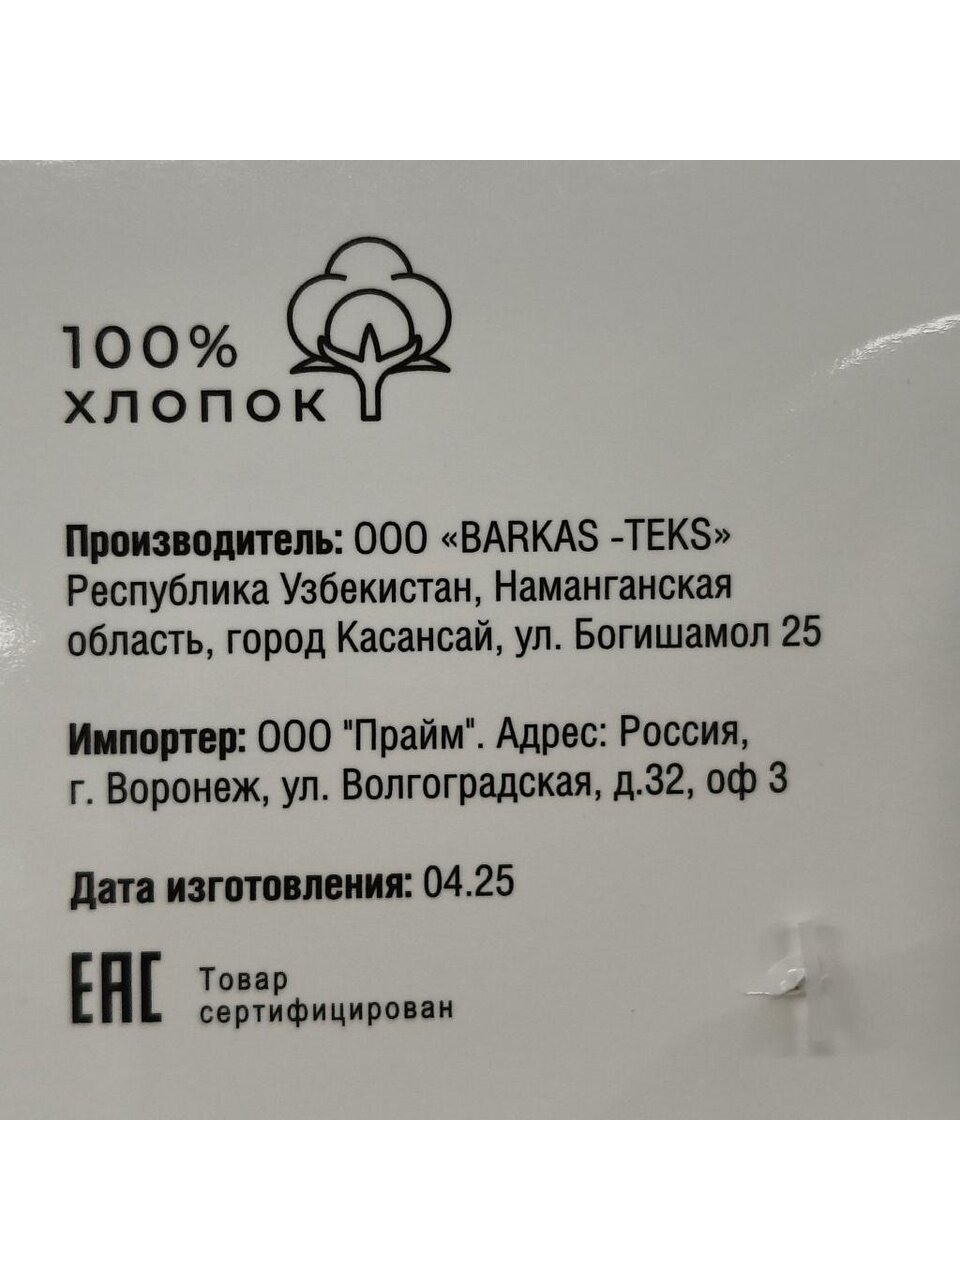 100%
ХЛОПОК
Производитель: ООО «BARKAS -TEKS»
Республика Узбекистан, Наманганская
область, город Касансай, ул. Богишамол 25
Импортер: ООО "Прайм". Адрес: Россия,
г. Воронеж, ул. Волгоградская, д.32, оф 3
Дата изготовления: 04.25
ЕАС
Товар
сертифицирован